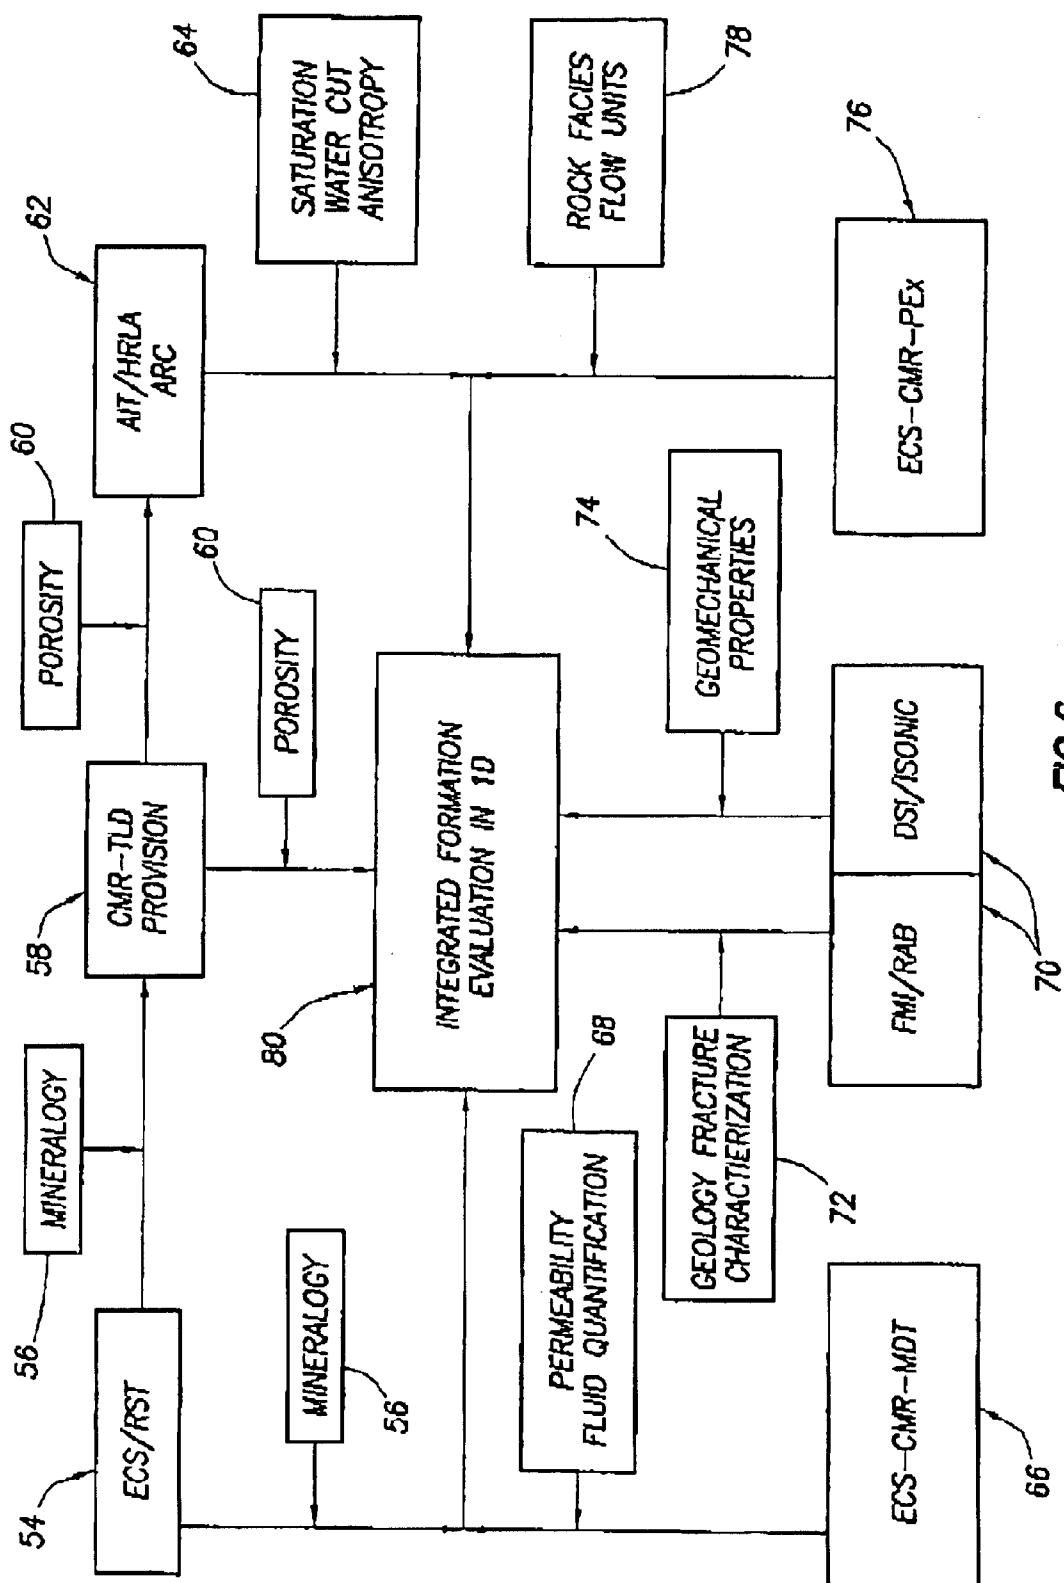 56
MINERALOGY
60
POROSITY
54
ECS/RST
58
CMR-TLD
PROVISION
62
AIT/HRLA
ARC
64
SATURATION
WATER CUT
ANISOTROPY
MINERALOGY
56
POROSITY
60
80
INTEGRATED FORMATION
EVALUATION IN 1D
PERMEABILITY
FLUID QUANTIFICATION
68
ROCK FACIES
FLOW UNITS
78
GEOLOGY FRACTURE
CHARACTIERIZATION
72
GEOMECHANICAL
PROPERTIES
74
ECS-CMR-MDT
66
FMI/RAB
DSI/ISONIC
70
ECS-CMR-PEx
76